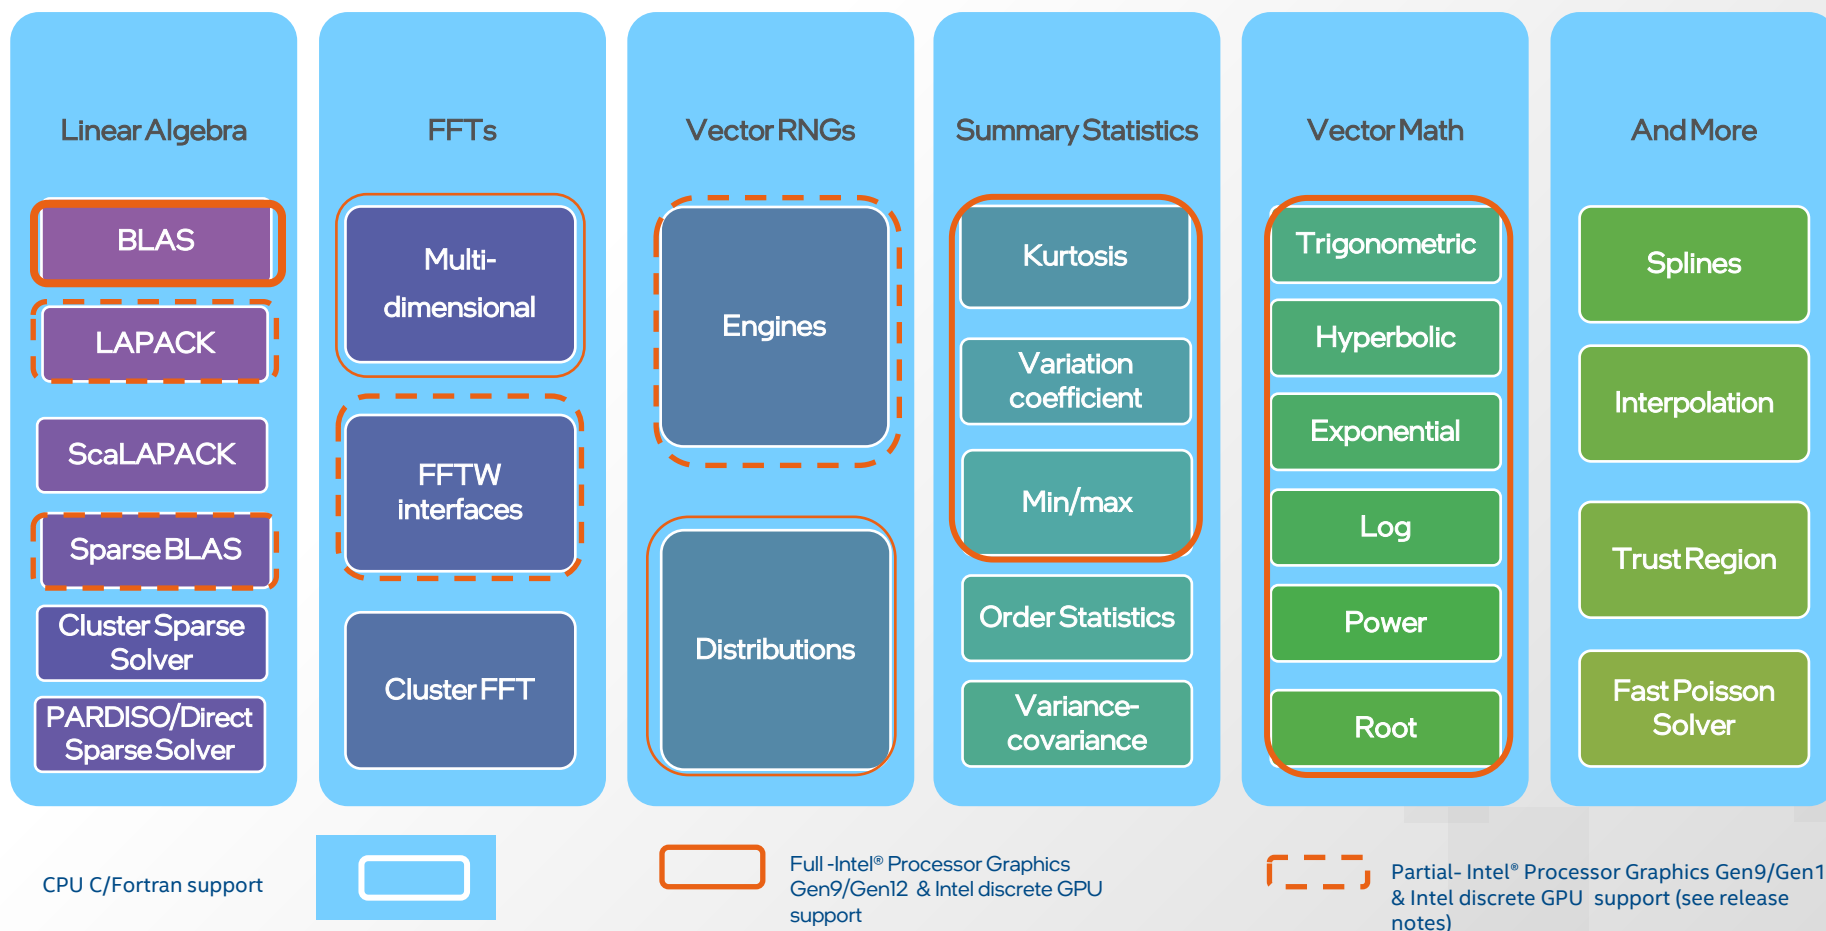 Linear Algebra
BLAS
LAPACK
ScaLAPACK
Sparse BLAS
Cluster Sparse
Solver
PARDISO/Direct
Sparse Solver
FFTs
Multi-
dimensional
FFTW
interfaces
Cluster FFT
Vector RNGs
Engines
Distributions
Summary Statistics
Kurtosis
Variation
coefficient
Min/max
Order Statistics
Variance-
covariance
Vector Math
Trigonometric
Hyperbolic
Exponential
Log
Power
Root
And More
Splines
Interpolation
Trust Region
Fast Poisson
Solver
CPU C/Fortran support
Full -Intel® Processor Graphics
Gen9/Gen12 & Intel discrete GPU
support
Partial- Intel® Processor Graphics Gen9/Gen1
& Intel discrete GPU support (see release
notes)